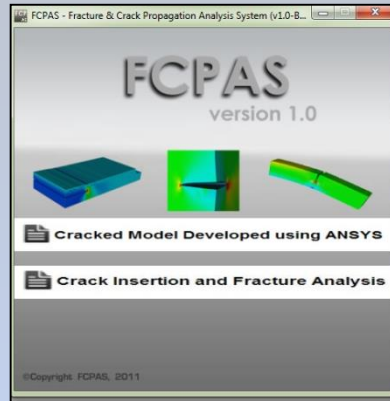 FCPAS - Fracture & Crack Propagation Analysis System (v1.0-B...
FCPAS
version 1.0
Cracked Model Developed using ANSYS
Crack Insertion and Fracture Analysis
©Copyright FCPAS, 2011